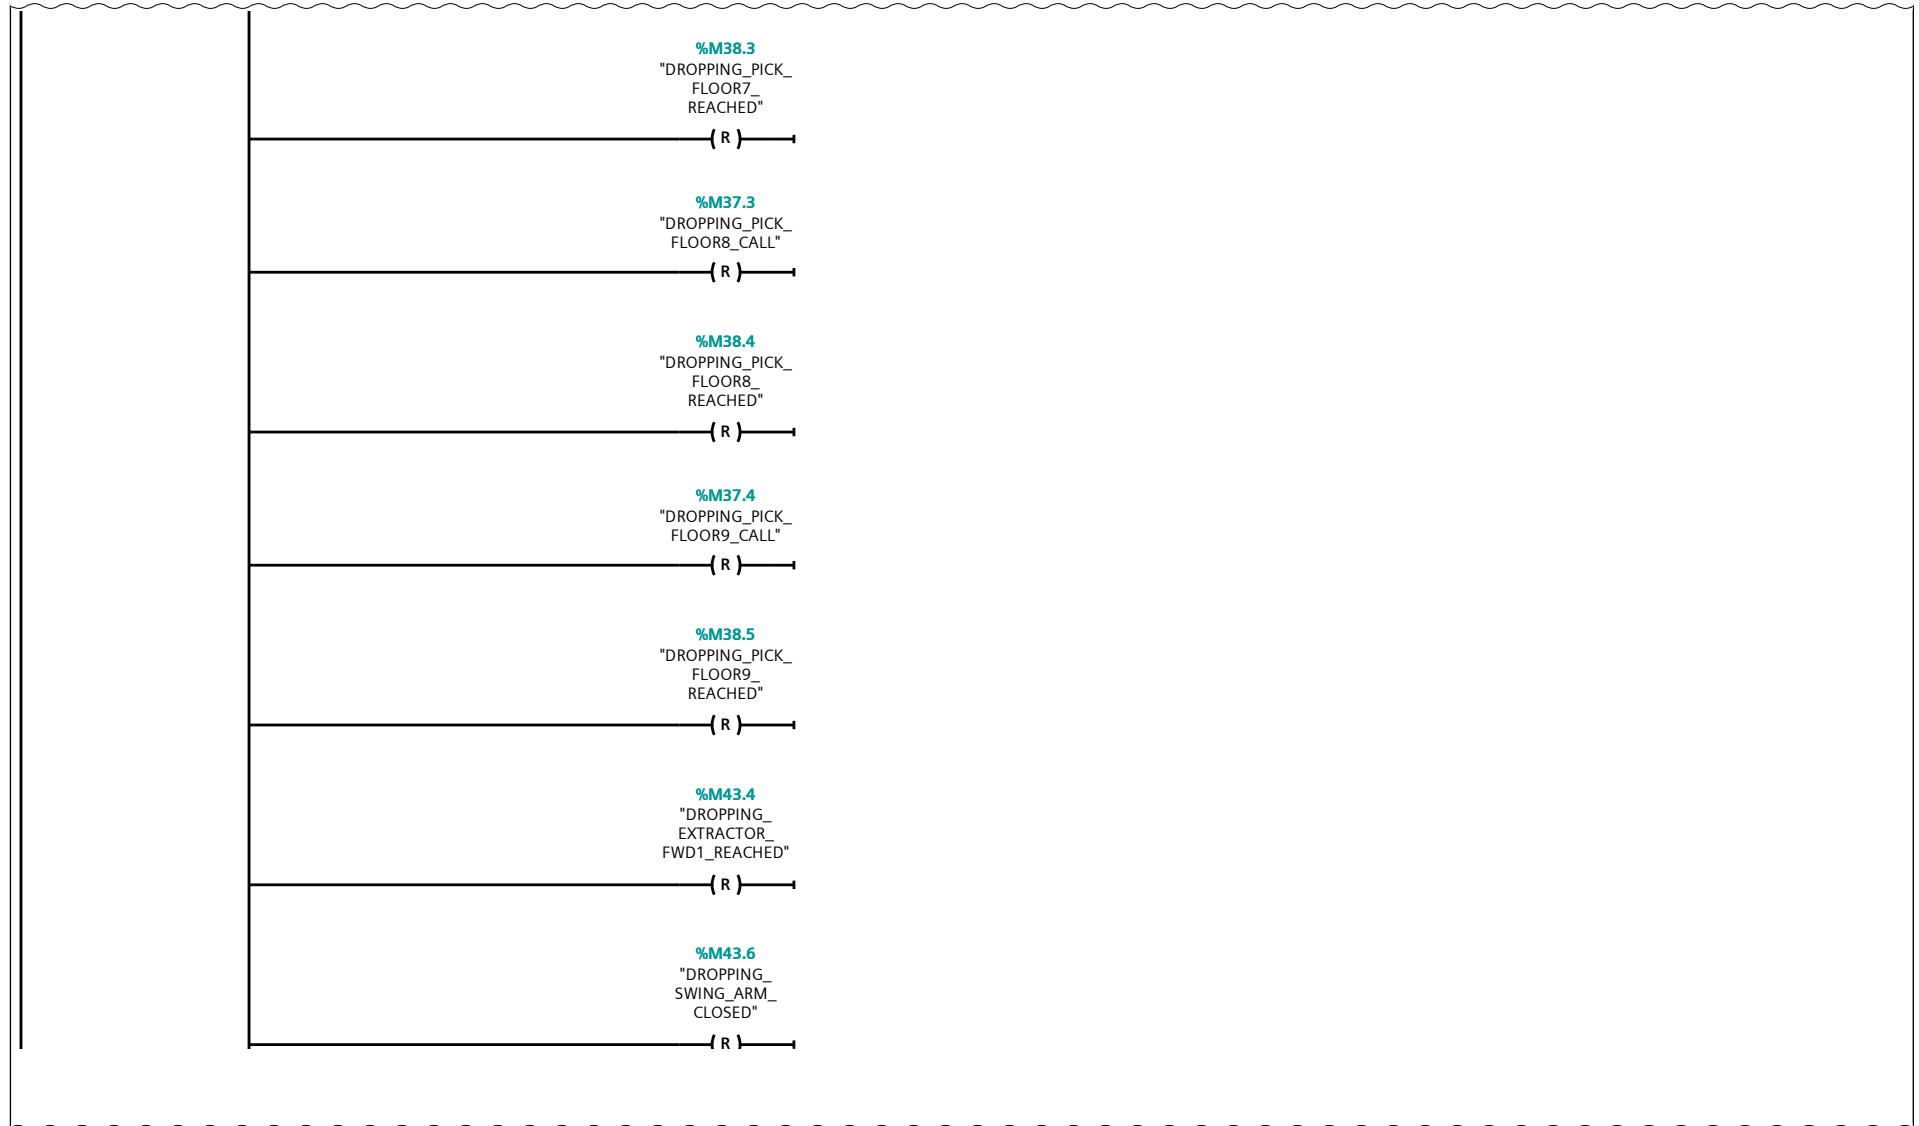 %M38.3
"DROPPING_PICK_
FLOOR7_
REACHED"
( R )
%M37.3
"DROPPING_PICK_
FLOOR8_CALL"
( R )
%M38.4
"DROPPING_PICK_
FLOOR8_
REACHED"
( R )
%M37.4
"DROPPING_PICK_
FLOOR9_CALL"
( R )
%M38.5
"DROPPING_PICK_
FLOOR9_
REACHED"
( R )
%M43.4
"DROPPING_
EXTRACTOR_
FWD1_REACHED"
( R )
%M43.6
"DROPPING_
SWING_ARM_
CLOSED"
( R )